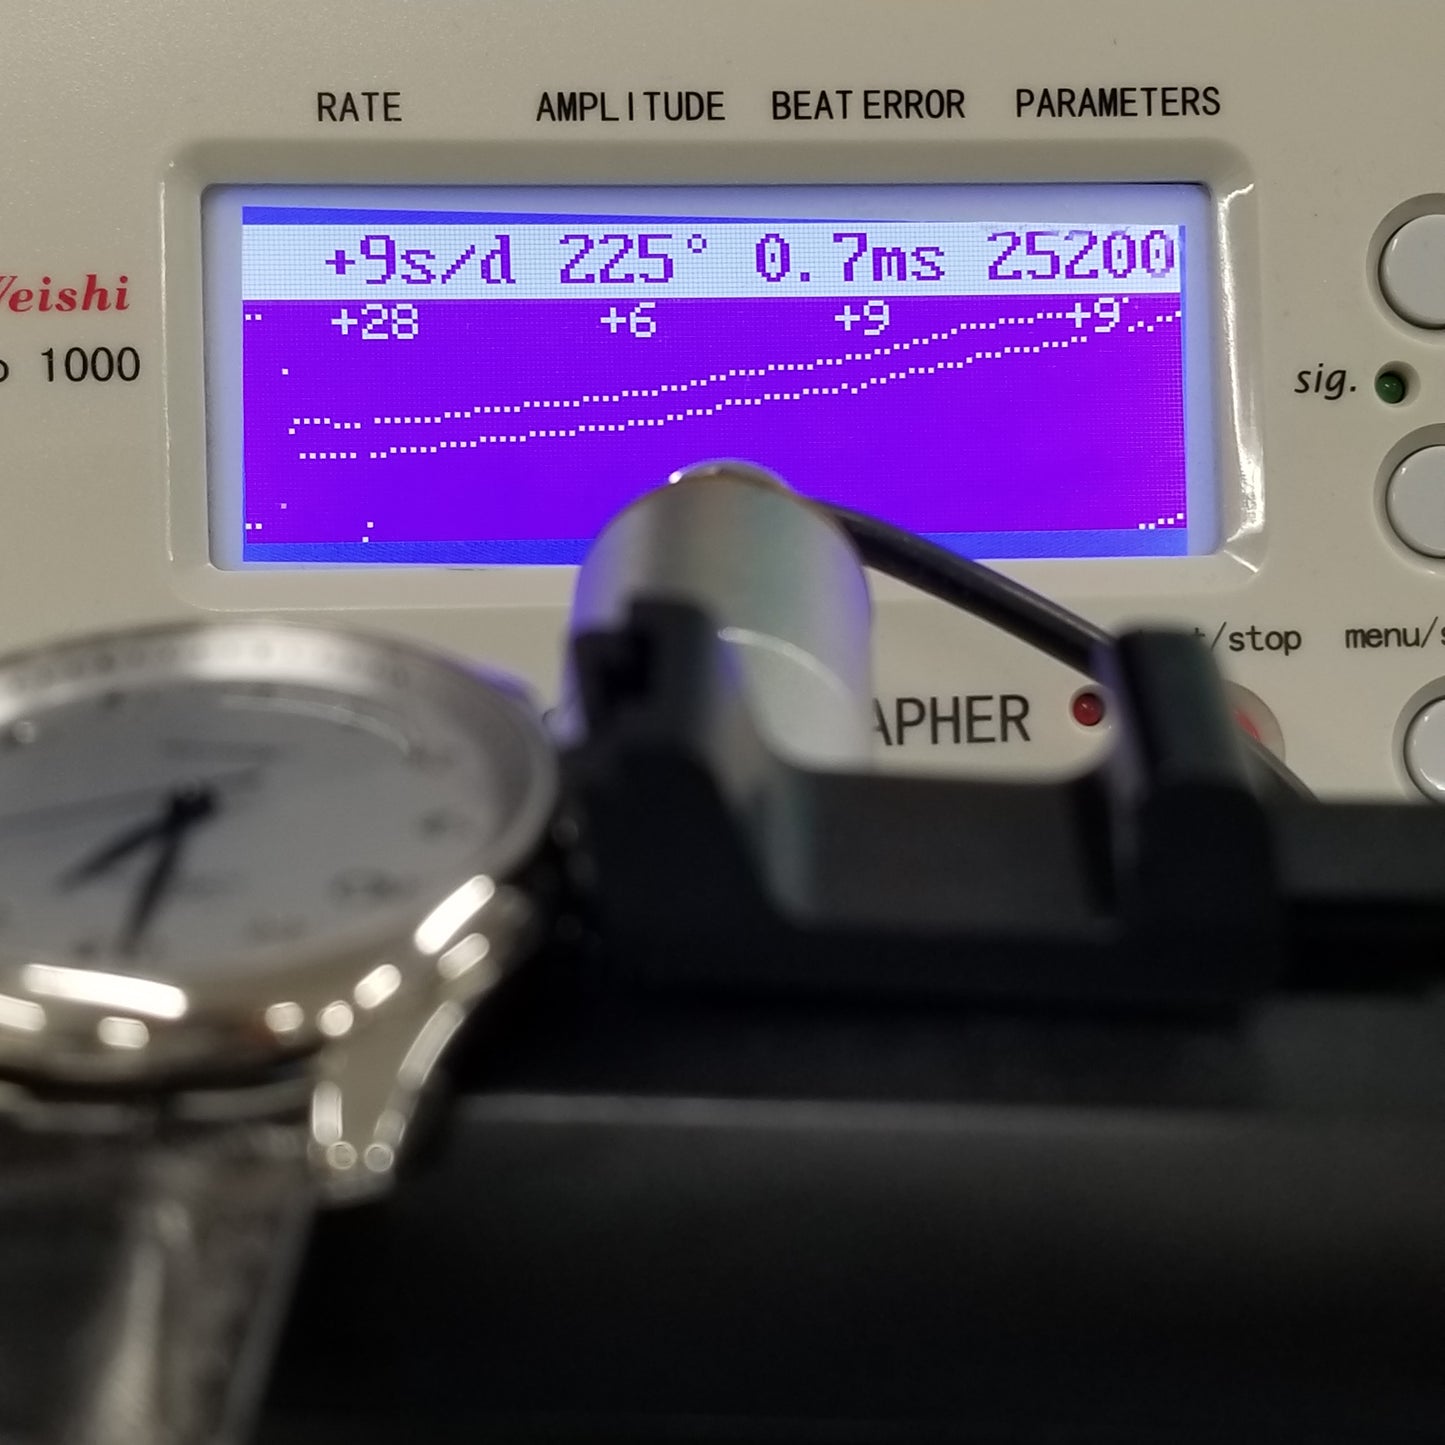 RATE AMPLITUDE BEAT ERROR PARAMETERS
+9s/d 225° 0.7ms 25200
+28 +6 +9 +9
eishi
1000
sig.
/stop menu/s
APHER